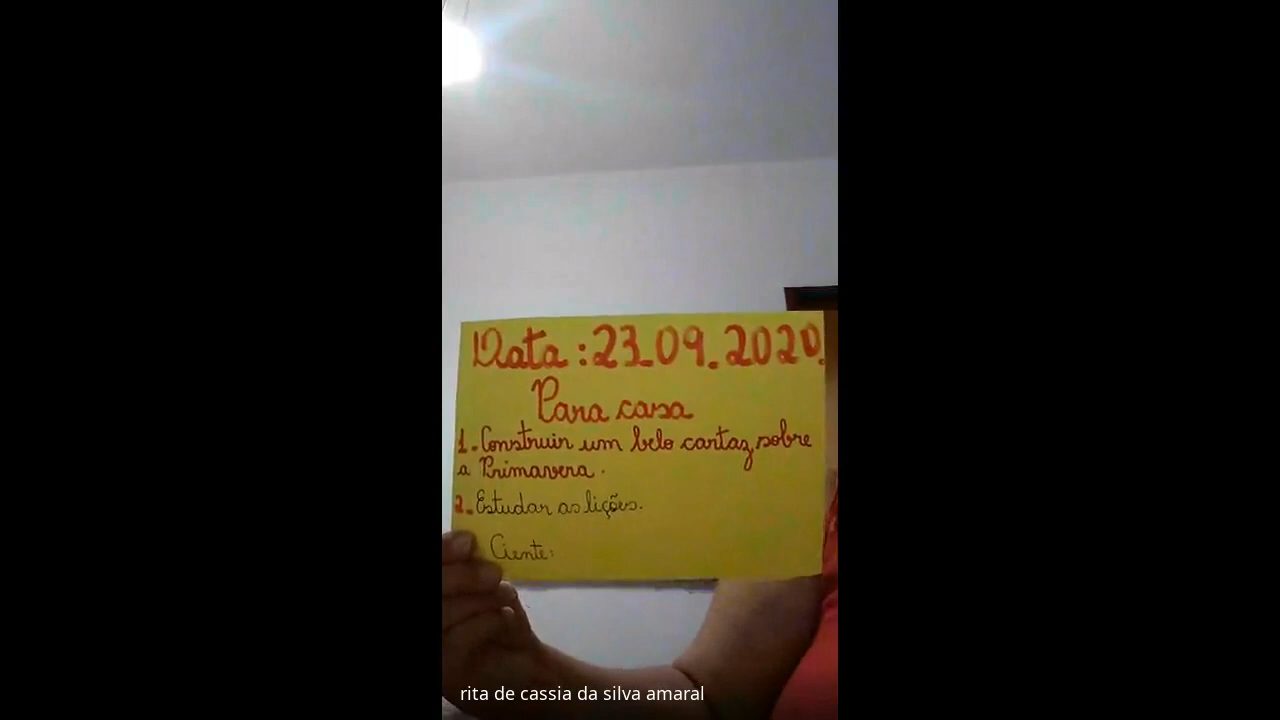 Data: 23.09.2020.
Para casa
1. Construir um belo cartaz, sobre
a Primavera.
2. Estudar as lições.
Ciente:
rita de cassia da silva amaral